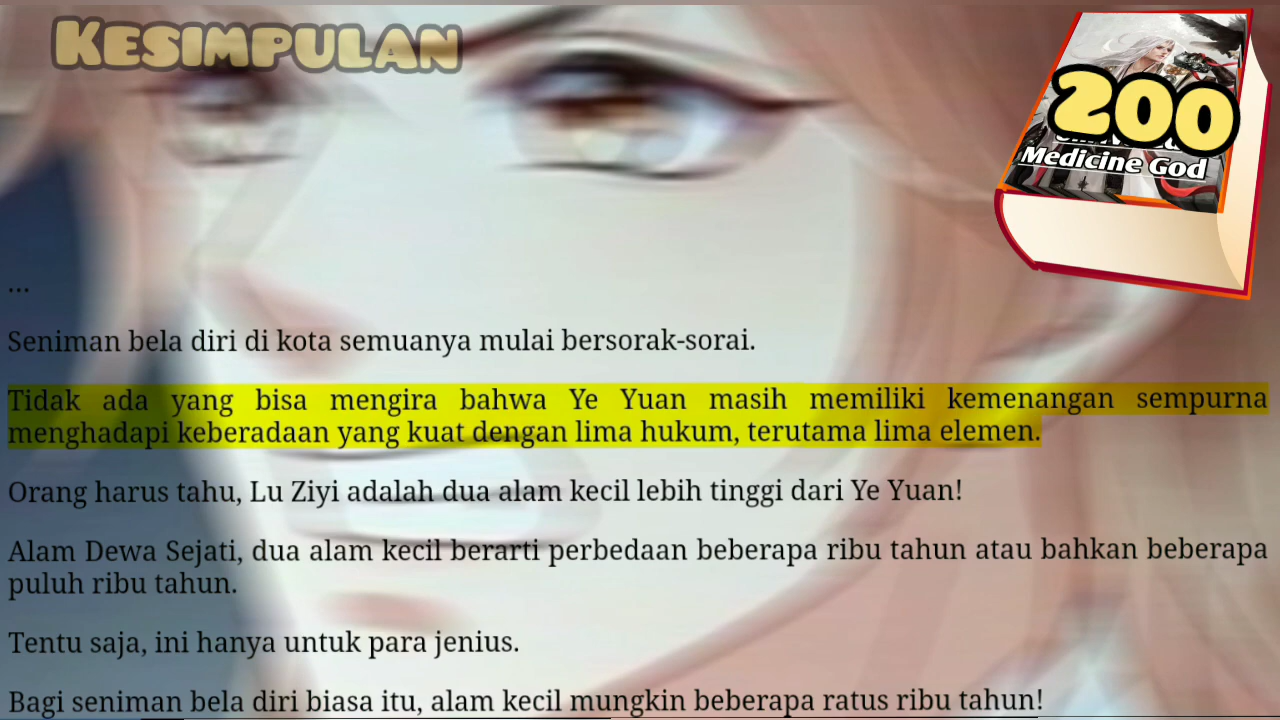 Kesimpulan
200
Medicine God
...
Seniman bela diri di kota semuanya mulai bersorak-sorai.
Tidak ada yang bisa mengira bahwa Ye Yuan masih memiliki kemenangan sempurna
menghadapi keberadaan yang kuat dengan lima hukum, terutama lima elemen.
Orang harus tahu, Lu Ziyi adalah dua alam kecil lebih tinggi dari Ye Yuan!
Alam Dewa Sejati, dua alam kecil berarti perbedaan beberapa ribu tahun atau bahkan beberapa
puluh ribu tahun.
Tentu saja, ini hanya untuk para jenius.
Bagi seniman bela diri biasa itu, alam kecil mungkin beberapa ratus ribu tahun!